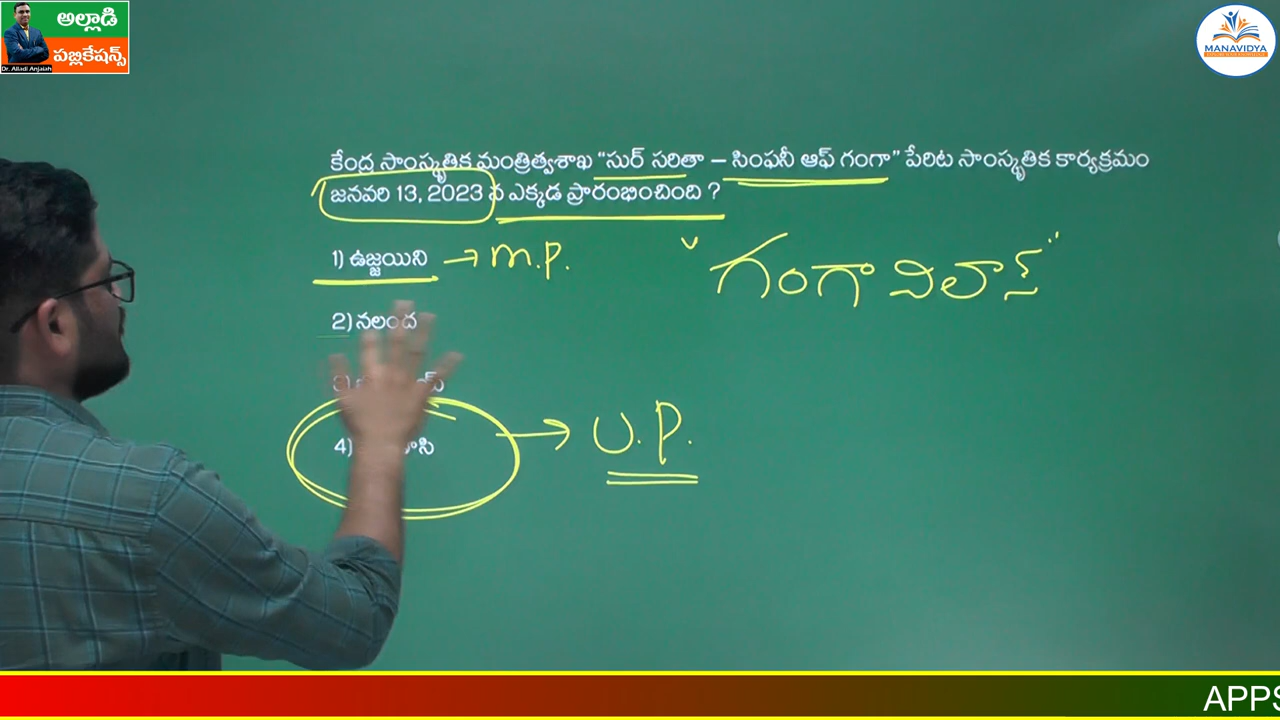 అల్లాడి
పబ్లికేషన్స్
Dr. Alladi Anjaiah
MANAVIDYA
కేంద్ర సాంస్కృతిక మంత్రిత్వశాఖ "సుర్ సరితా – సింఫనీ ఆఫ్ గంగా" పేరిట సాంస్కృతిక కార్యక్రమం
జనవరి 13, 2023 న ఎక్కడ ప్రారంభించింది ?
1) ఉజ్జయిని → M.P.
"గంగా విలాస్"
2) నలంద
4)
→ U.P.
APPS